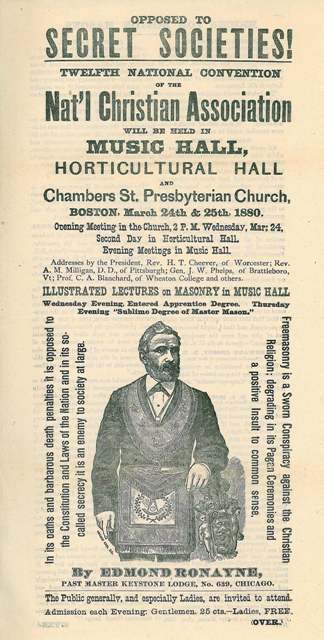 OPPOSED TO
SECRET SOCIETIES!
TWELFTH NATIONAL CONVENTION
OF THE
Nat'l Christian Association
WILL BE HELD IN
MUSIC HALL,
HORTICULTURAL HALL
AND
Chambers St. Presbyterian Church,
BOSTON, March 24th & 25th, 1880.
Opening Meeting in the Church, 2 P. M. Wednesday, Mar; 24,
Second Day in Horticultural Hall.
Evening Meetings in Music Hall.
Addresses by the President, Rev. H. T. Cheever, of Worcester; Rev.
A. M. Milligan, D. D., of Pittsburgh; Gen. J. W. Phelps, of Brattleboro,
Vt; Prof. C. A. Blanchard, of Wheaton College and others.
ILLUSTRATED LECTURES on MASONRY in MUSIC HALL
Wednesday Evening, Entered Apprentice Degree. Thursday
Evening "Sublime Degree of Master Mason."
In its oaths and barbarous death penalties it is opposed to
the Constitution and Laws of the Nation and in its so-
called secrecy it is an enemy to society at large.
Freemasonry is a Sworn Conspiracy against the Christian
Religion; degrading in its Pagan Ceremonies and
a positive Insult to common sense.
By EDMOND RONAYNE,
PAST MASTER KEYSTONE LODGE, No. 639, CHICAGO.
The Public generally, and especially Ladies, are invited to attend.
Admission each Evening: Gentlemen, 25 cts.—Ladies, FREE.
(OVER.)